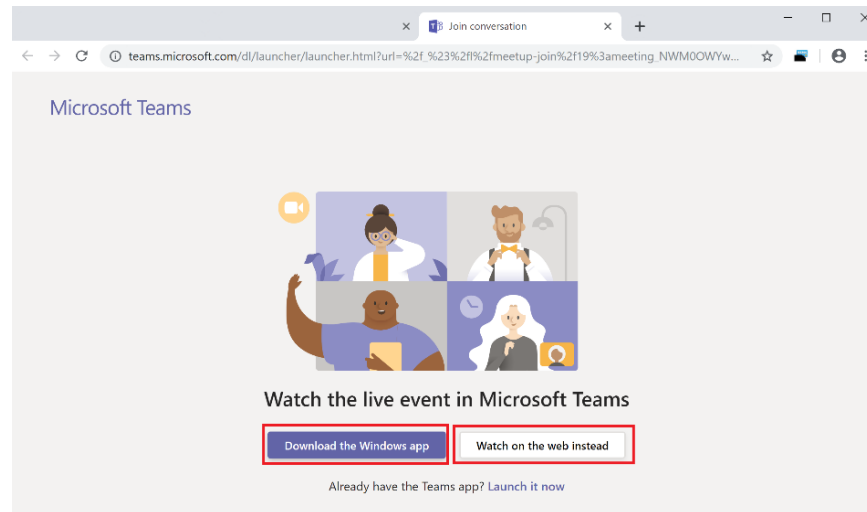 Join conversation
teams.microsoft.com/dl/launcher/launcher.html?url=%2f_%23%2fl%2fmeetup-join%2f19%3ameeting_NWM0OWYw...
Microsoft Teams
Watch the live event in Microsoft Teams
Download the Windows app Watch on the web instead
Already have the Teams app? Launch it now